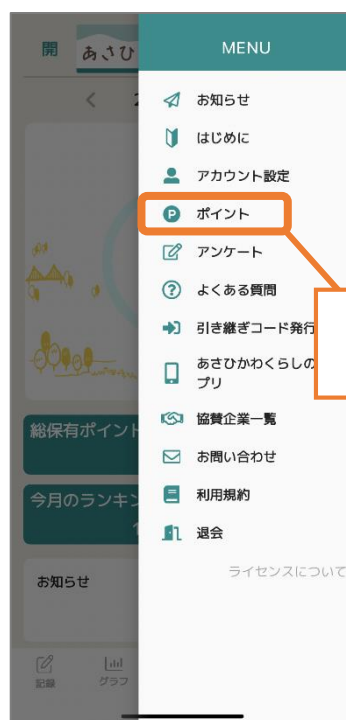 MENU
開 あさひ
お知らせ
はじめに
アカウント設定
ポイント
アンケート
よくある質問
引き継ぎコード発行
あさひかわくらしの
プリ
協賛企業一覧
お問い合わせ
利用規約
退会
ライセンスについて
総保有ポイント
今月のランキン
お知らせ
記録 グラフ